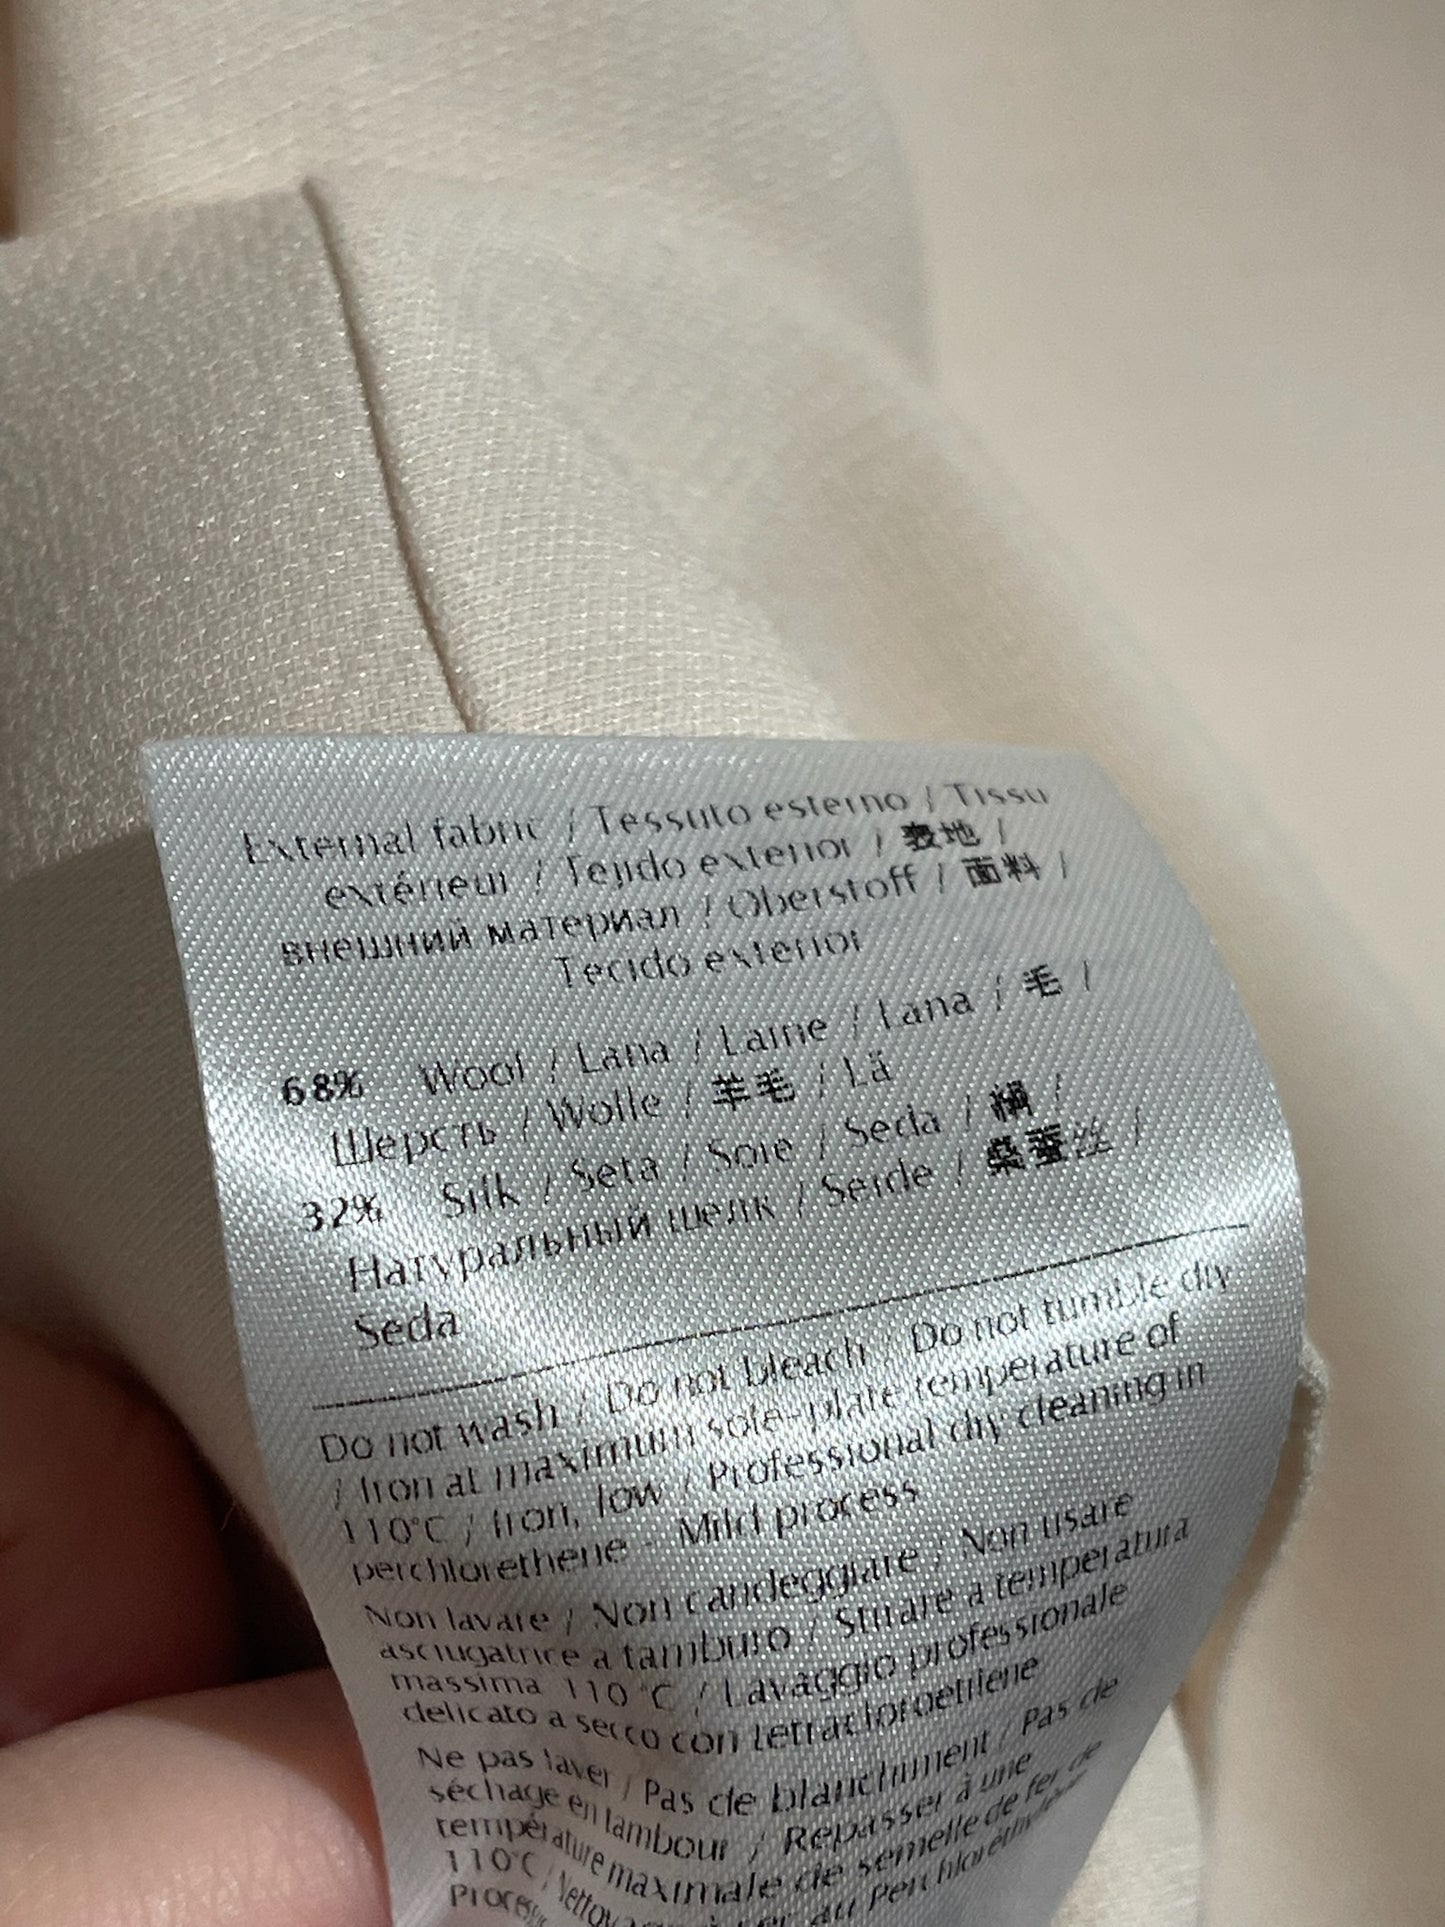 External fabric / Tessuto esterno / Tissu
extérieur / Tejido exterior / 表地 /
внешний материал / Oberstoff / 面料 /
Tecido exterior
68% Wool / Lana / Laine / Lana / 毛 /
Шерсть / Wolle / 羊毛 / Lã
32% Silk / Seta / Soie / Seda / 絹 /
Натуральный шелк / Seide / 桑蚕丝 /
Seda
Do not wash / Do not bleach / Do not tumble dry
/ Iron at maximum sole-plate temperature of
110°C / Iron, low / Professional dry cleaning in
perchlorethene - Mild process
Non lavare / Non candeggiare / Non usare
asciugatrice a tamburo / Stirare a temperatura
massima 110°C / Lavaggio professionale
delicato a secco con tetracloroetilene
Ne pas laver / Pas de blanchiment / Pas de
séchage en tambour / Repasser à une
température maximale de semelle de fer de
110°C / au